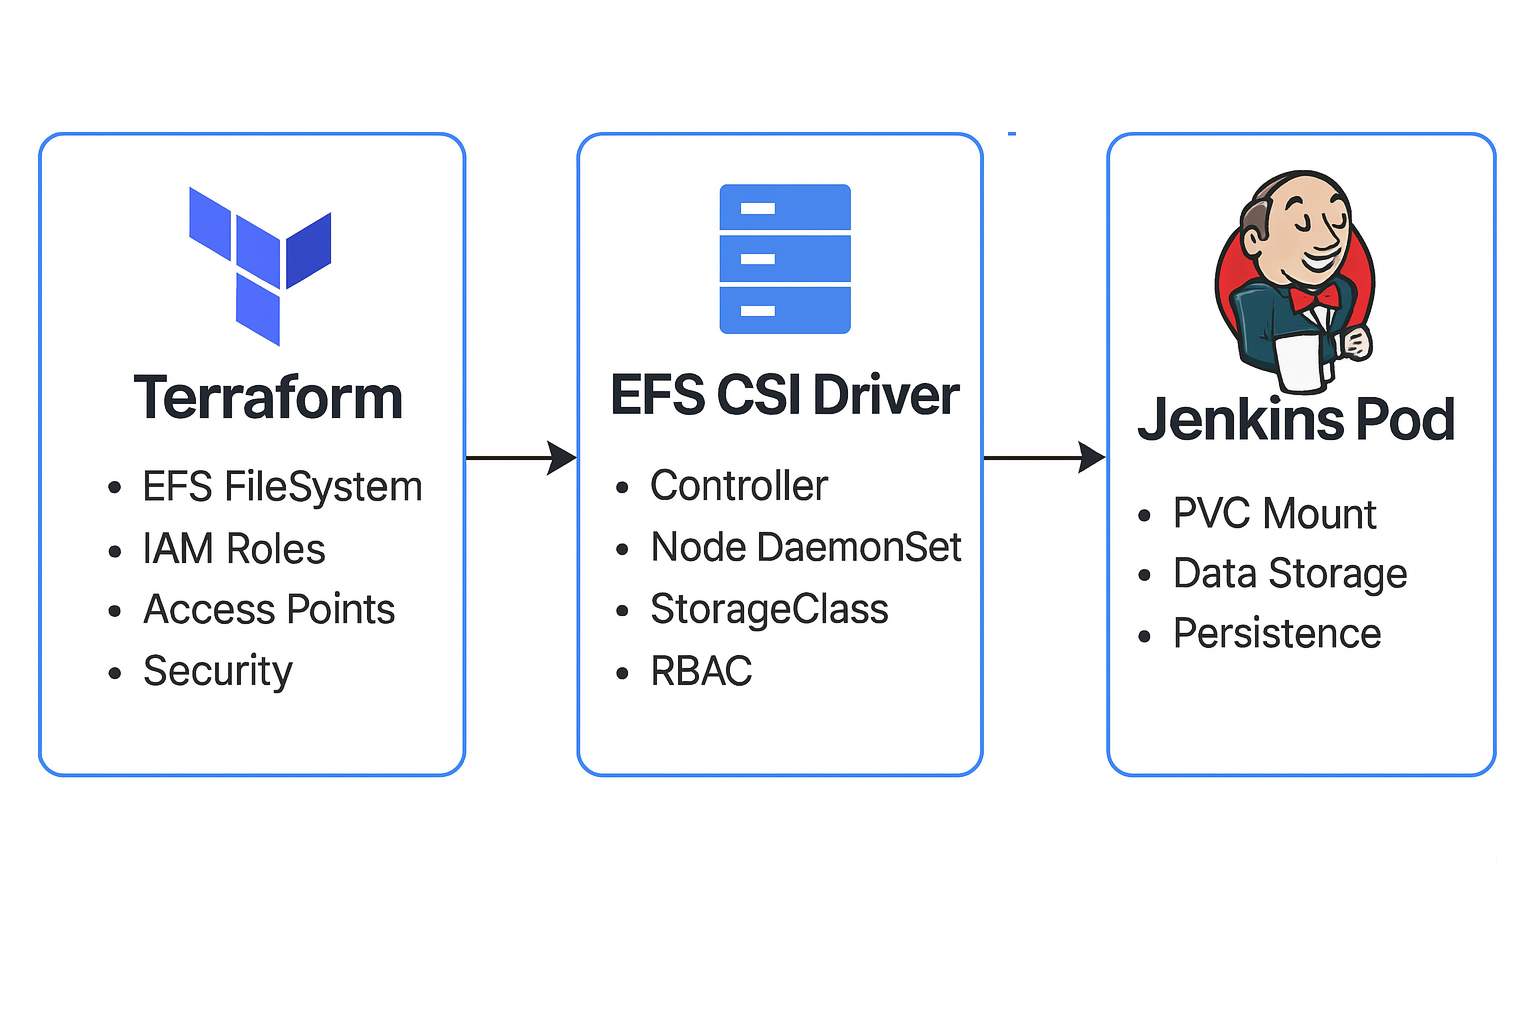 Terraform
• EFS FileSystem
• IAM Roles
• Access Points
• Security
EFS CSI Driver
• Controller
• Node DaemonSet
• StorageClass
• RBAC
Jenkins Pod
• PVC Mount
• Data Storage
• Persistence